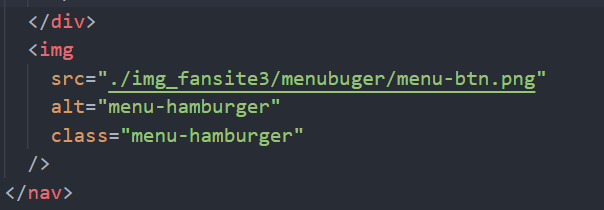 </div>
<img
src="./img_fansite3/menubuger/menu-btn.png"
alt="menu-hamburger"
class="menu-hamburger"
/>
</nav>